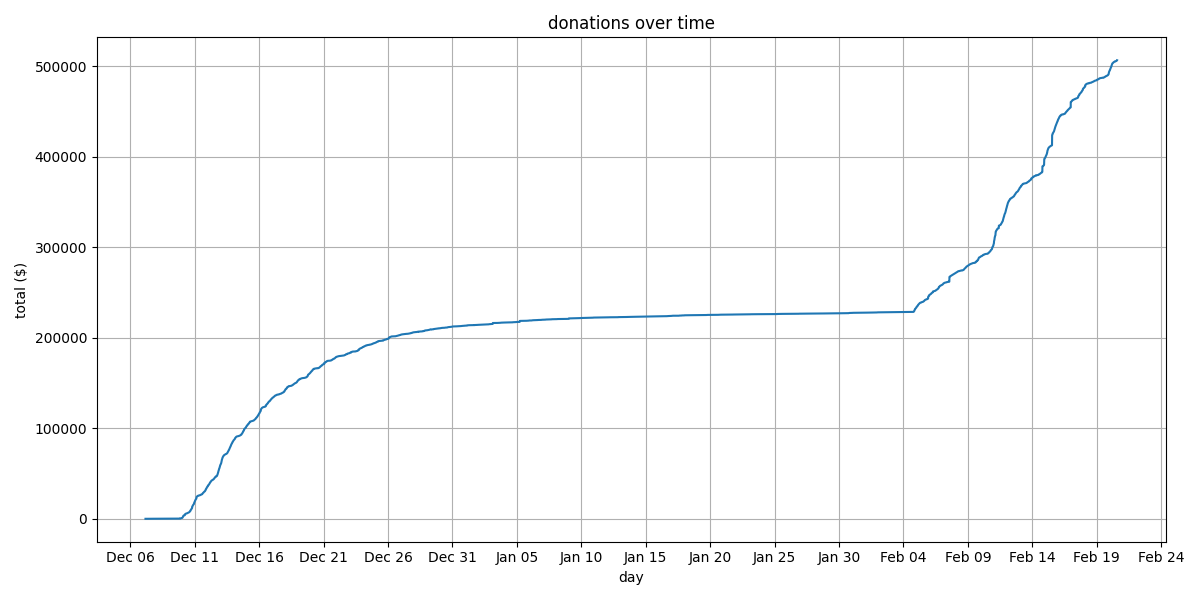 donations over time
total ($)
500000
400000
300000
200000
100000
0
Dec 06 Dec 11 Dec 16 Dec 21 Dec 26 Dec 31 Jan 05 Jan 10 Jan 15 Jan 20 Jan 25 Jan 30 Feb 04 Feb 09 Feb 14 Feb 19 Feb 24
day